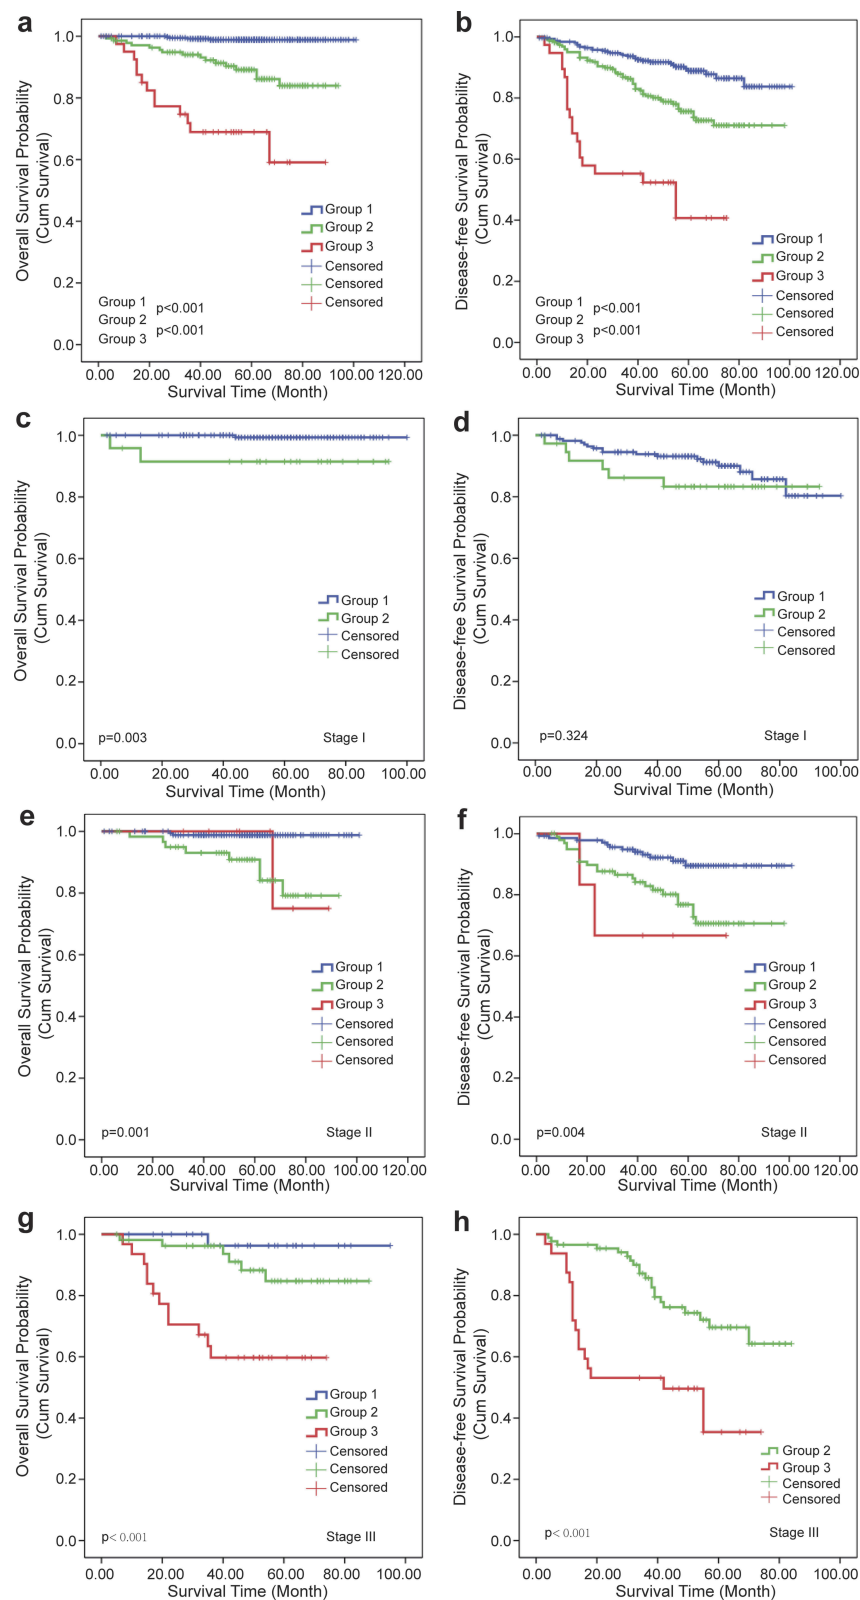 a
Overall Survival Probability
(Cum Survival)
1.0
0.8
0.6
0.4
0.2
0.0
Group 1
Group 2
Group 3
Censored
Censored
Censored
Group 1
p<0.001
Group 2
p<0.001
Group 3
0.00 20.00 40.00 60.00 80.00 100.00 120.00
Survival Time (Month)
b
Disease-free Survival Probability
(Cum Survival)
1.0
0.8
0.6
0.4
0.2
0.0
Group 1
Group 2
Group 3
Censored
Censored
Censored
Group 1
p<0.001
Group 2
p<0.001
Group 3
0.00 20.00 40.00 60.00 80.00 100.00 120.00
Survival Time (Month)
c
Overall Survival Probability
(Cum Survival)
1.0
0.8
0.6
0.4
0.2
0.0
Group 1
Group 2
Censored
Censored
p=0.003 Stage I
0.00 20.00 40.00 60.00 80.00 100.00
Survival Time (Month)
d
Disease-free Survival Probability
(Cum Survival)
1.0
0.8
0.6
0.4
0.2
0.0
Group 1
Group 2
Censored
Censored
p=0.324 Stage I
0.00 20.00 40.00 60.00 80.00 100.00
Survival Time (Month)
e
Overall Survival Probability
(Cum Survival)
1.0
0.8
0.6
0.4
0.2
0.0
Group 1
Group 2
Group 3
Censored
Censored
Censored
p=0.001 Stage II
0.00 20.00 40.00 60.00 80.00 100.00 120.00
Survival Time (Month)
f
Disease-free Survival Probability
(Cum Survival)
1.0
0.8
0.6
0.4
0.2
0.0
Group 1
Group 2
Group 3
Censored
Censored
Censored
p=0.004 Stage II
0.00 20.00 40.00 60.00 80.00 100.00 120.00
Survival Time (Month)
g
Overall Survival Probability
(Cum Survival)
1.0
0.8
0.6
0.4
0.2
0.0
Group 1
Group 2
Group 3
Censored
Censored
Censored
p< 0.001 Stage III
0.00 20.00 40.00 60.00 80.00 100.00
Survival Time (Month)
h
Disease-free Survival Probability
(Cum Survival)
1.0
0.8
0.6
0.4
0.2
0.0
Group 2
Group 3
Censored
Censored
p< 0.001 Stage III
0.00 20.00 40.00 60.00 80.00 100.00
Survival Time (Month)